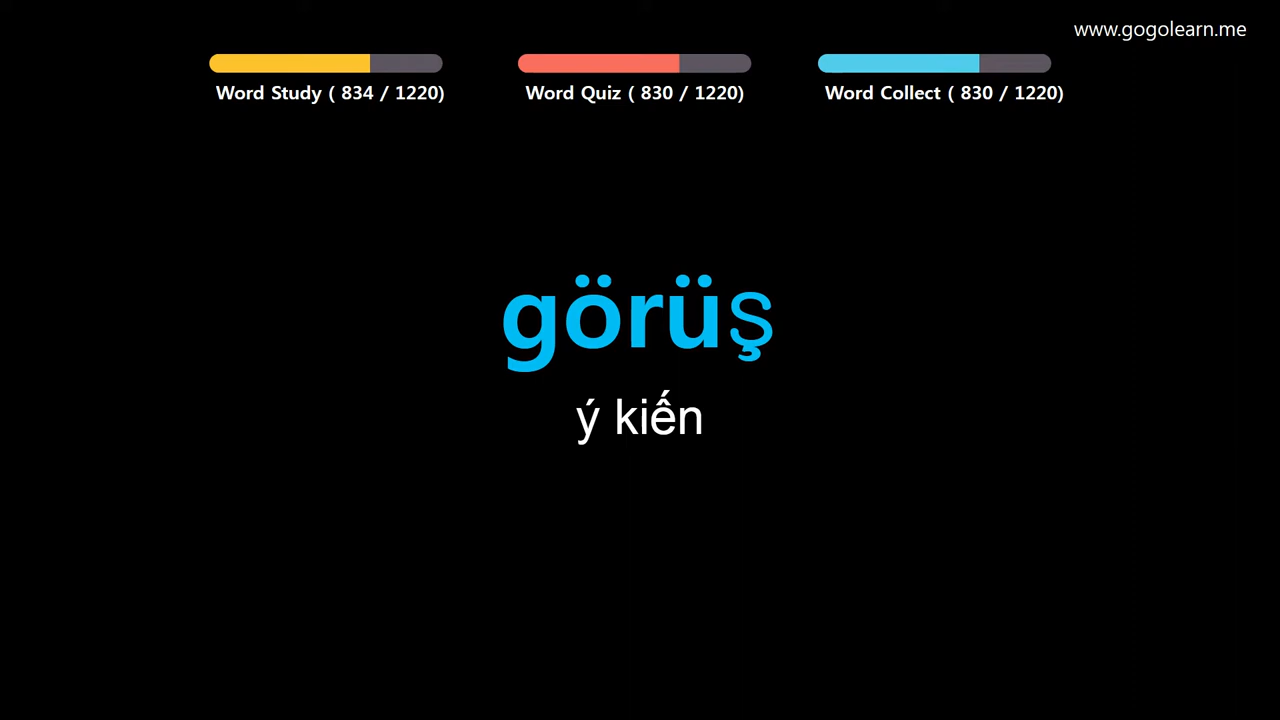 www.gogolearn.me
Word Study ( 834 / 1220)
Word Quiz ( 830 / 1220)
Word Collect ( 830 / 1220)
görüş
ý kiến